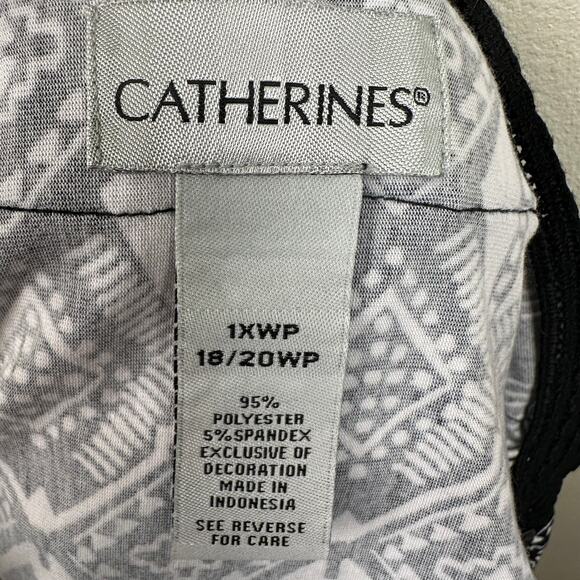 CATHERINES®
1XWP
18/20WP
95%
POLYESTER
5% SPANDEX
EXCLUSIVE OF
DECORATION
MADE IN
INDONESIA
SEE REVERSE
FOR CARE